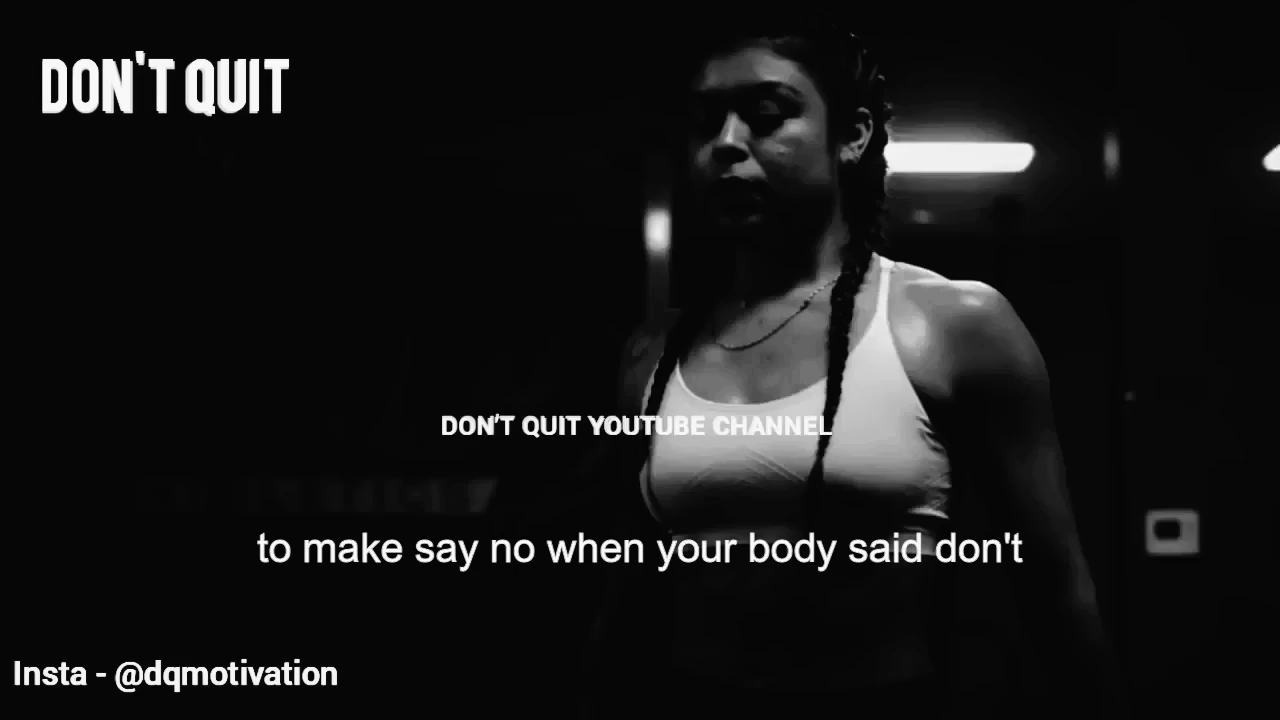 DON'T QUIT
DON'T QUIT YOUTUBE CHANNEL
to make say no when your body said don't
Insta - @dqmotivation